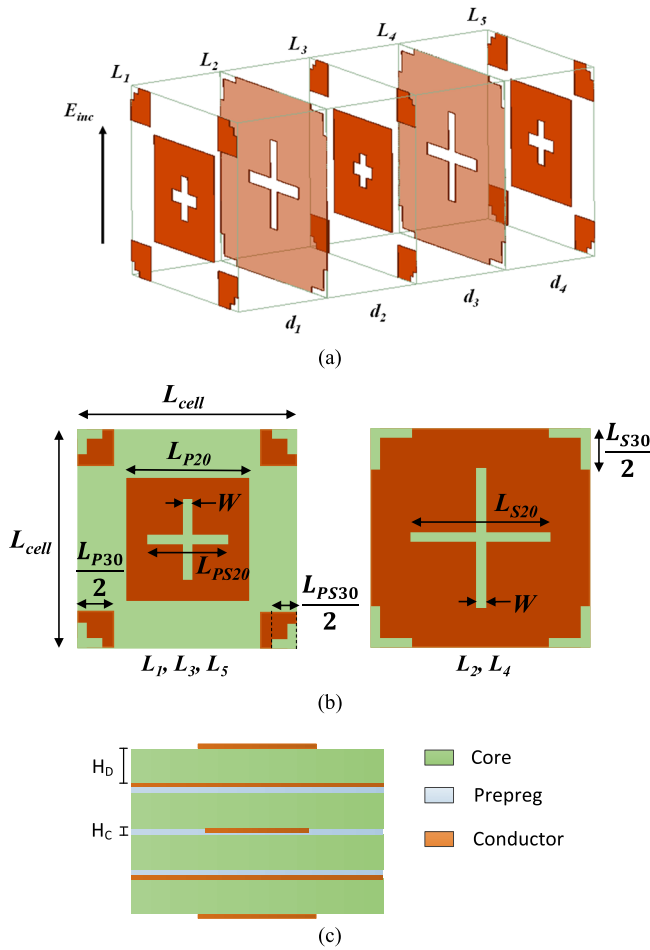 L5
L4
L3
L2
L1
Einc
d4
d3
d2
d1
(a)
Lcell
LP20
W
LS30
2
LS20
Lcell
LPS20
LP30
2
LPS30
2
W
L1, L3, L5
L2, L4
(b)
HD
Core
Prepreg
HC
Conductor
(c)